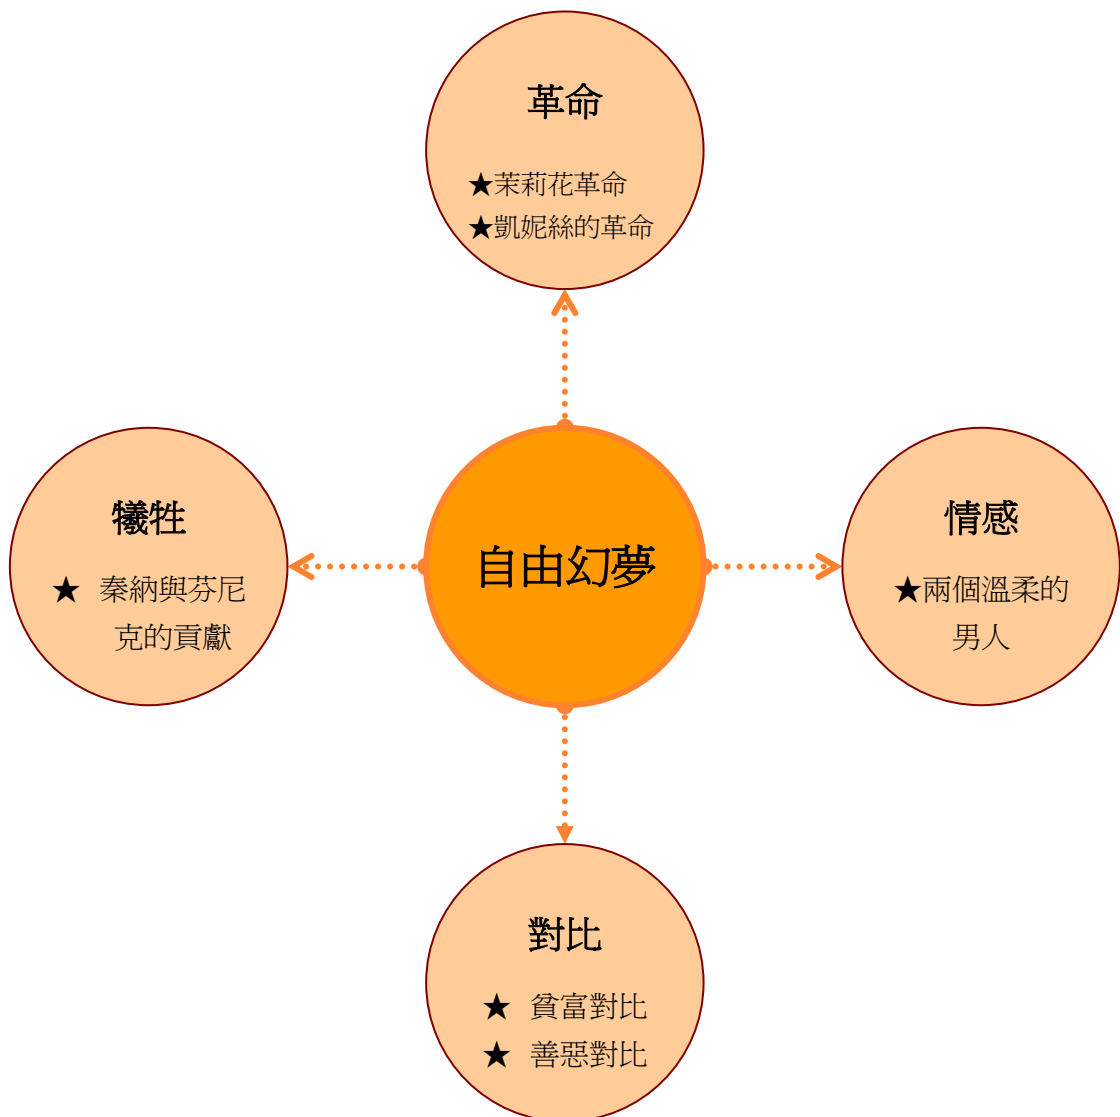 革命
★茉莉花革命
★凱妮絲的革命
犧牲
★ 秦納與芬尼
克的貢獻
自由幻夢
情感
★兩個溫柔的
男人
對比
★ 貧富對比
★ 善惡對比